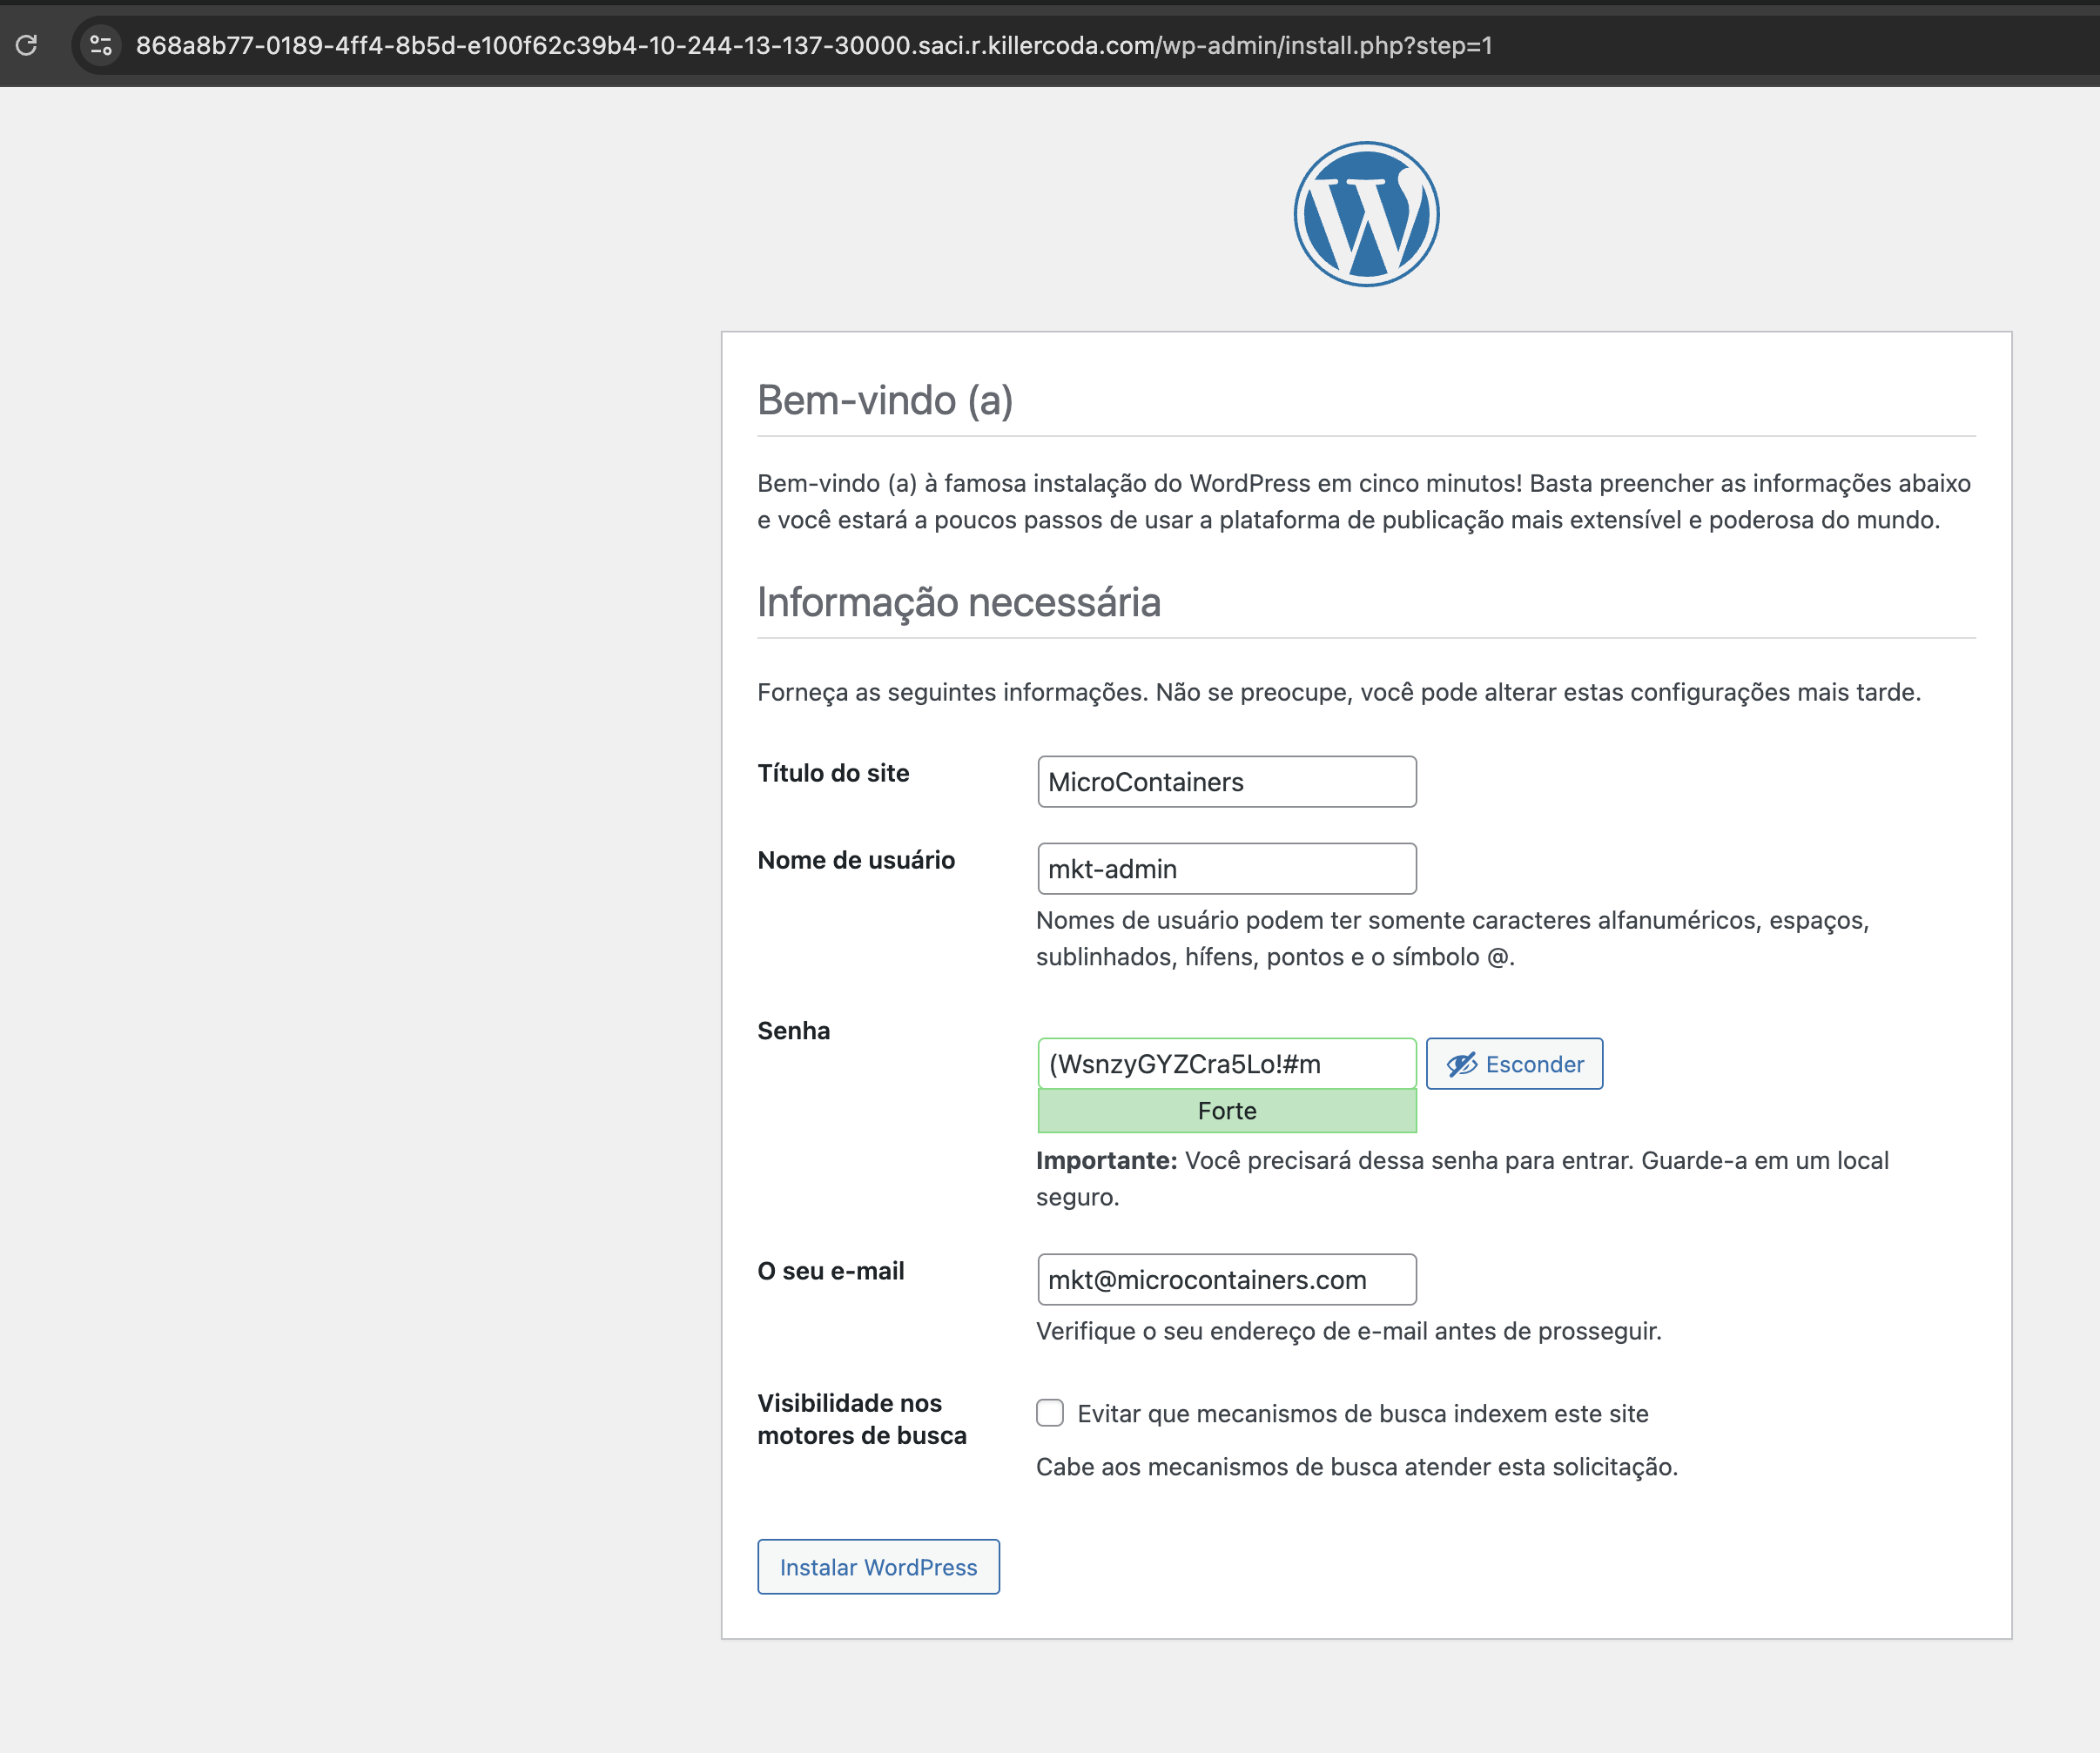 868a8b77-0189-4ff4-8b5d-e100f62c39b4-10-244-13-137-30000.saci.r.killercoda.com/wp-admin/install.php?step=1
W
Bem-vindo (a)
Bem-vindo (a) à famosa instalação do WordPress em cinco minutos! Basta preencher as informações abaixo
e você estará a poucos passos de usar a plataforma de publicação mais extensível e poderosa do mundo.
Informação necessária
Forneça as seguintes informações. Não se preocupe, você pode alterar estas configurações mais tarde.
Título do site
MicroContainers
Nome de usuário
mkt-admin
Nomes de usuário podem ter somente caracteres alfanuméricos, espaços,
sublinhados, hífens, pontos e o símbolo @.
Senha
(WsnzyGYZCra5Lo!#m
Esconder
Forte
Importante: Você precisará dessa senha para entrar. Guarde-a em um local
seguro.
O seu e-mail
mkt@microcontainers.com
Verifique o seu endereço de e-mail antes de prosseguir.
Visibilidade nos
motores de busca
Evitar que mecanismos de busca indexem este site
Cabe aos mecanismos de busca atender esta solicitação.
Instalar WordPress